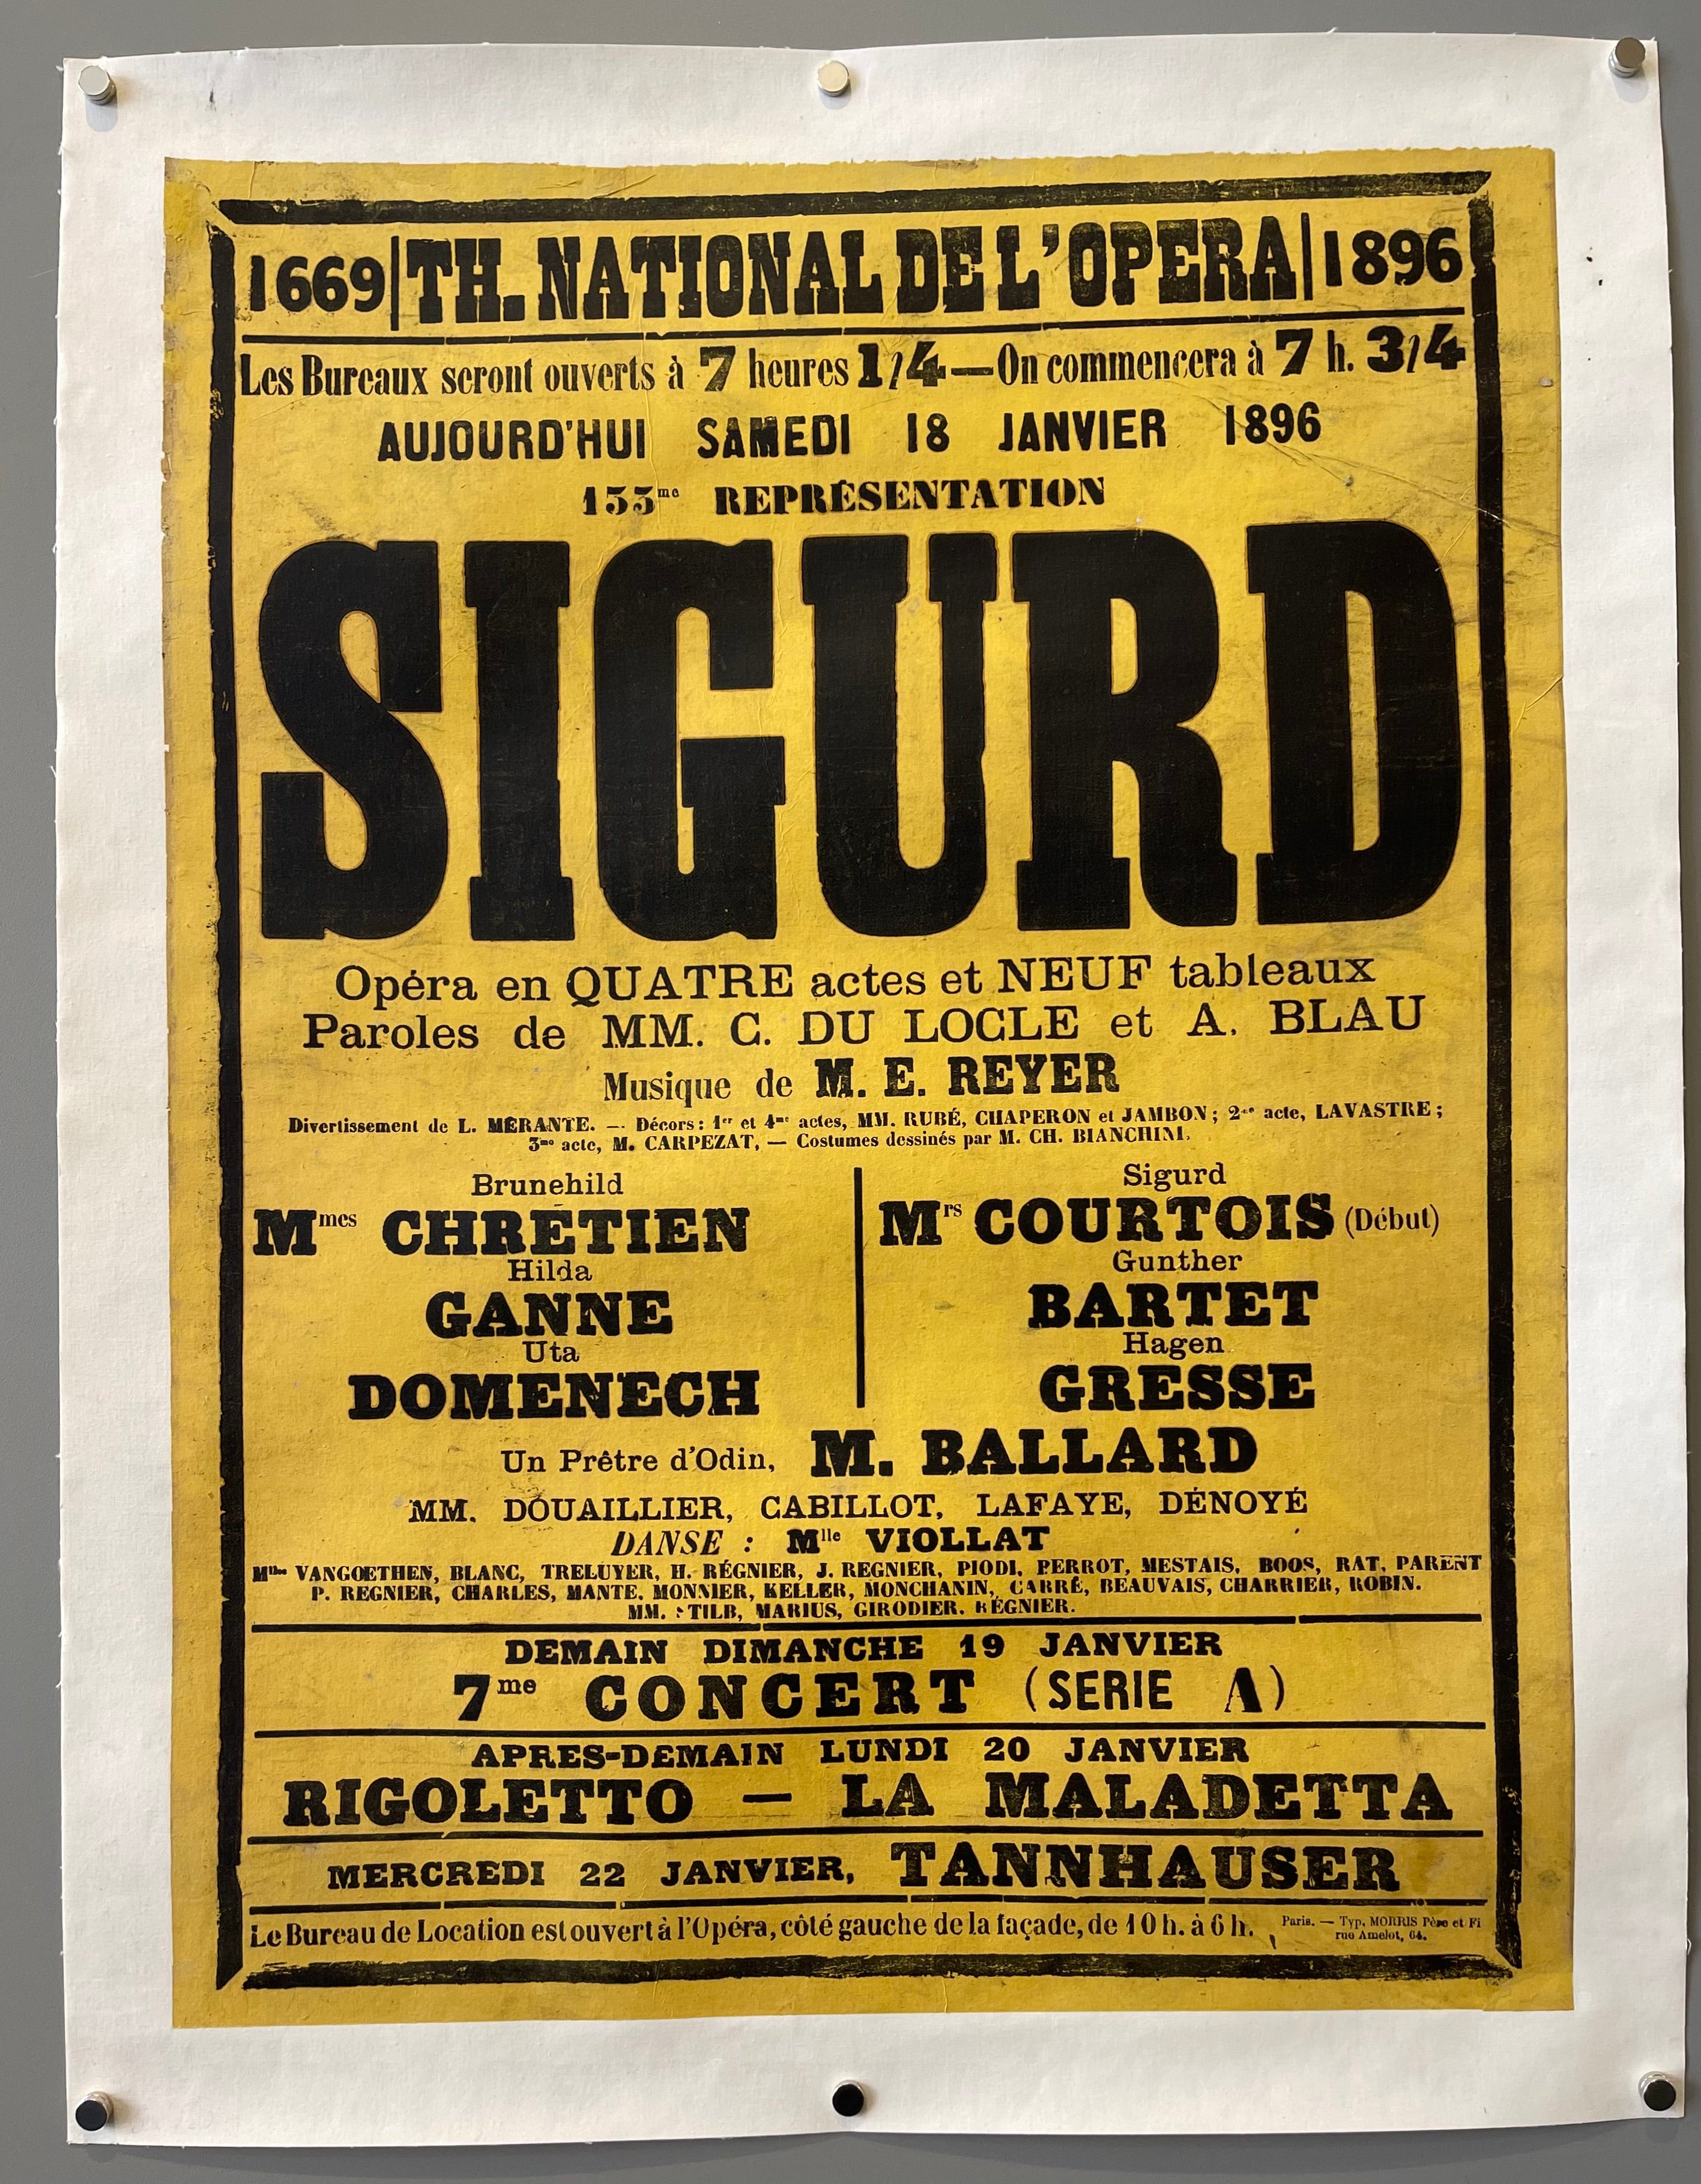 1669 | TH. NATIONAL DE L'OPERA | 1896
Les Bureaux seront ouverts à 7 heures 1/4 — On commencera à 7 h. 3/4
AUJOURD'HUI SAMEDI 18 JANVIER 1896
133me REPRÉSENTATION
SIGURD
Opéra en QUATRE actes et NEUF tableaux
Paroles de MM. C. DU LOCLE et A. BLAU
Musique de M. E. REYER
Divertissement de L. MÉRANTE. — Décors: 1er et 4me actes, MM. RUBÉ, CHAPERON et JAMBON; 2me acte, LAVASTRE;
3me acte, M. CARPEZAT, — Costumes dessinés par M. CH. BIANCHINI.
Brunehild
Mmes CHRETIEN
Hilda
GANNE
Uta
DOMENECH
Sigurd
Mrs COURTOIS (Début)
Gunther
BARTET
Hagen
GRESSE
Un Prêtre d'Odin, M. BALLARD
MM. DOUAILLIER, CABILLOT, LAFAYE, DÉNOYÉ
DANSE : Mlle VIOLLAT
Mlles VANGOETHEN, BLANC, TRELUYER, H. RÉGNIER, J. REGNIER, PIODI, PERROT, MESTAIS, BOOS, RAT, PARENT
P. REGNIER, CHARLES, MANTE, MONNIER, KELLER, MONCHANIN, CARRÉ, BEAUVAIS, CHARRIER, ROBIN.
MM. STILB, MARIUS, GIRODIER. RÉGNIER.
DEMAIN DIMANCHE 19 JANVIER
7me CONCERT (SERIE A)
APRES-DEMAIN LUNDI 20 JANVIER
RIGOLETTO — LA MALADETTA
MERCREDI 22 JANVIER, TANNHAUSER
Le Bureau de Location est ouvert à l'Opéra, côté gauche de la façade, de 10 h. à 6 h.
Paris. — Typ. MORRIS Père et Fi
rue Amelot, 64.